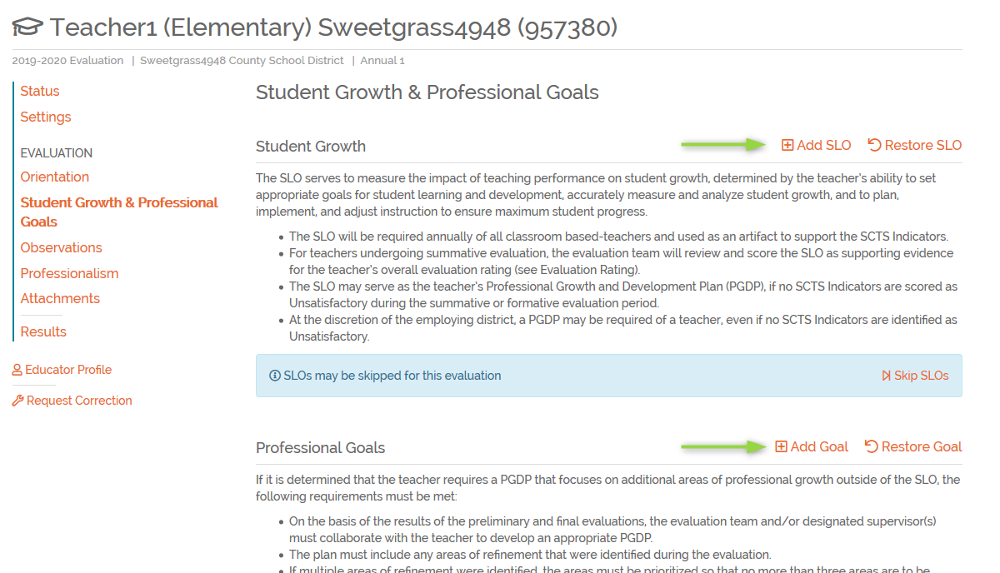 Teacher1 (Elementary) Sweetgrass4948 (957380)
2019-2020 Evaluation | Sweetgrass4948 County School District | Annual 1
Status
Settings
EVALUATION
Orientation
Student Growth & Professional
Goals
Observations
Professionalism
Attachments
Results
Educator Profile
Request Correction
Student Growth & Professional Goals
Student Growth
Add SLO
Restore SLO
The SLO serves to measure the impact of teaching performance on student growth, determined by the teacher's ability to set
appropriate goals for student learning and development, accurately measure and analyze student growth, and to plan,
implement, and adjust instruction to ensure maximum student progress.
• The SLO will be required annually of all classroom based-teachers and used as an artifact to support the SCTS Indicators.
• For teachers undergoing summative evaluation, the evaluation team will review and score the SLO as supporting evidence
for the teacher's overall evaluation rating (see Evaluation Rating).
• The SLO may serve as the teacher's Professional Growth and Development Plan (PGDP), if no SCTS Indicators are scored as
Unsatisfactory during the summative or formative evaluation period.
• At the discretion of the employing district, a PGDP may be required of a teacher, even if no SCTS Indicators are identified as
Unsatisfactory.
SLOs may be skipped for this evaluation
Skip SLOs
Professional Goals
Add Goal
Restore Goal
If it is determined that the teacher requires a PGDP that focuses on additional areas of professional growth outside of the SLO, the
following requirements must be met:
• On the basis of the results of the preliminary and final evaluations, the evaluation team and/or designated supervisor(s)
must collaborate with the teacher to develop an appropriate PGDP.
• The plan must include any areas of refinement that were identified during the evaluation.
• If multiple areas of refinement were identified, the areas must be prioritized so that no more than three areas are to be